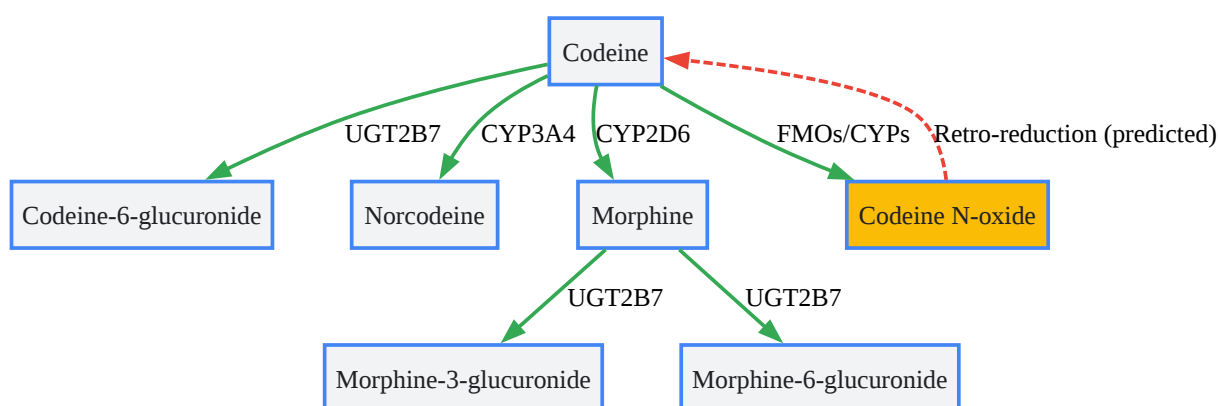 Codeine
UGT2B7
CYP3A4
CYP2D6
FMOs/CYPs
Retro-reduction (predicted)
Codeine-6-glucuronide
Norcodeine
Morphine
Codeine N-oxide
UGT2B7
UGT2B7
Morphine-3-glucuronide
Morphine-6-glucuronide